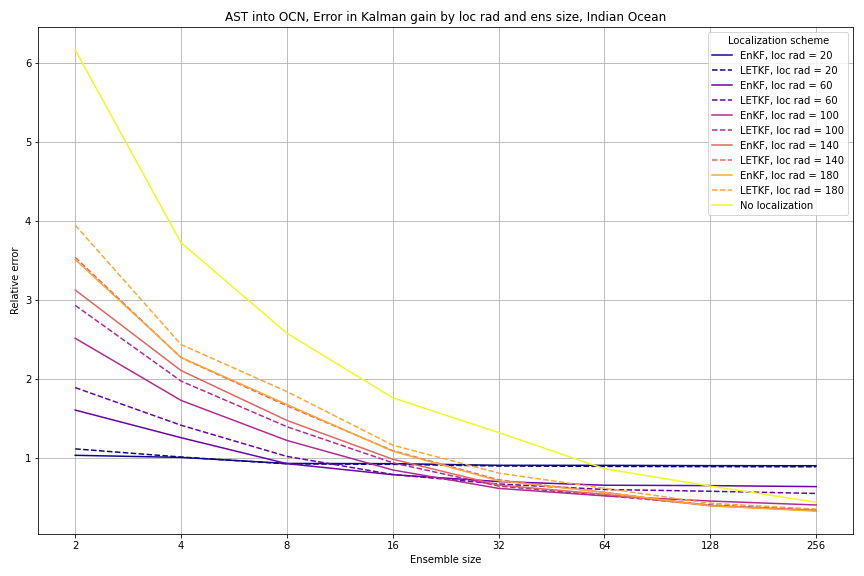 AST into OCN, Error in Kalman gain by loc rad and ens size, Indian Ocean
Localization scheme
EnKF, loc rad = 20
LETKF, loc rad = 20
EnKF, loc rad = 60
LETKF, loc rad = 60
EnKF, loc rad = 100
LETKF, loc rad = 100
EnKF, loc rad = 140
LETKF, loc rad = 140
EnKF, loc rad = 180
LETKF, loc rad = 180
No localization
Relative error
6
5
4
3
2
1
2 4 8 16 32 64 128 256
Ensemble size